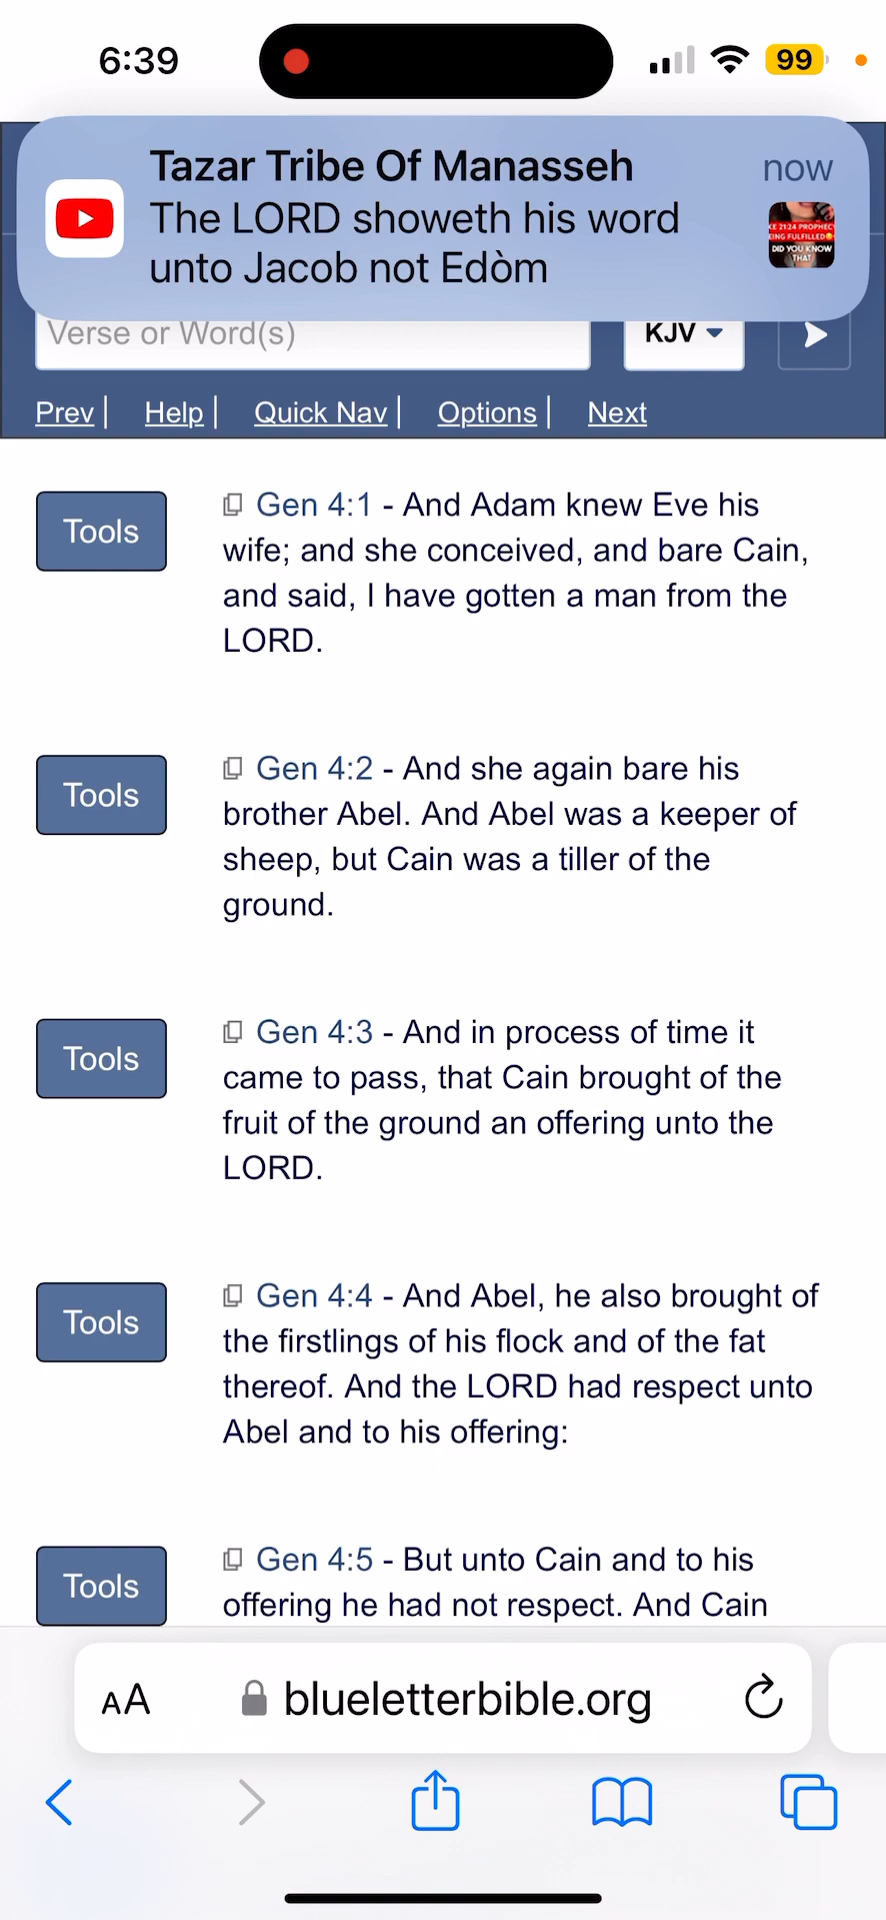 6:39
99
Tazar Tribe Of Manasseh
now
The LORD showeth his word
unto Jacob not Edòm
KE 21:24 PROPHECY
EING FULFILLED
DID YOU KNOW
THAT
Verse or Word(s)
KJV
Prev | Help | Quick Nav | Options | Next
Tools
Gen 4:1 - And Adam knew Eve his
wife; and she conceived, and bare Cain,
and said, I have gotten a man from the
LORD.
Tools
Gen 4:2 - And she again bare his
brother Abel. And Abel was a keeper of
sheep, but Cain was a tiller of the
ground.
Tools
Gen 4:3 - And in process of time it
came to pass, that Cain brought of the
fruit of the ground an offering unto the
LORD.
Tools
Gen 4:4 - And Abel, he also brought of
the firstlings of his flock and of the fat
thereof. And the LORD had respect unto
Abel and to his offering:
Tools
Gen 4:5 - But unto Cain and to his
offering he had not respect. And Cain
AA
blueletterbible.org